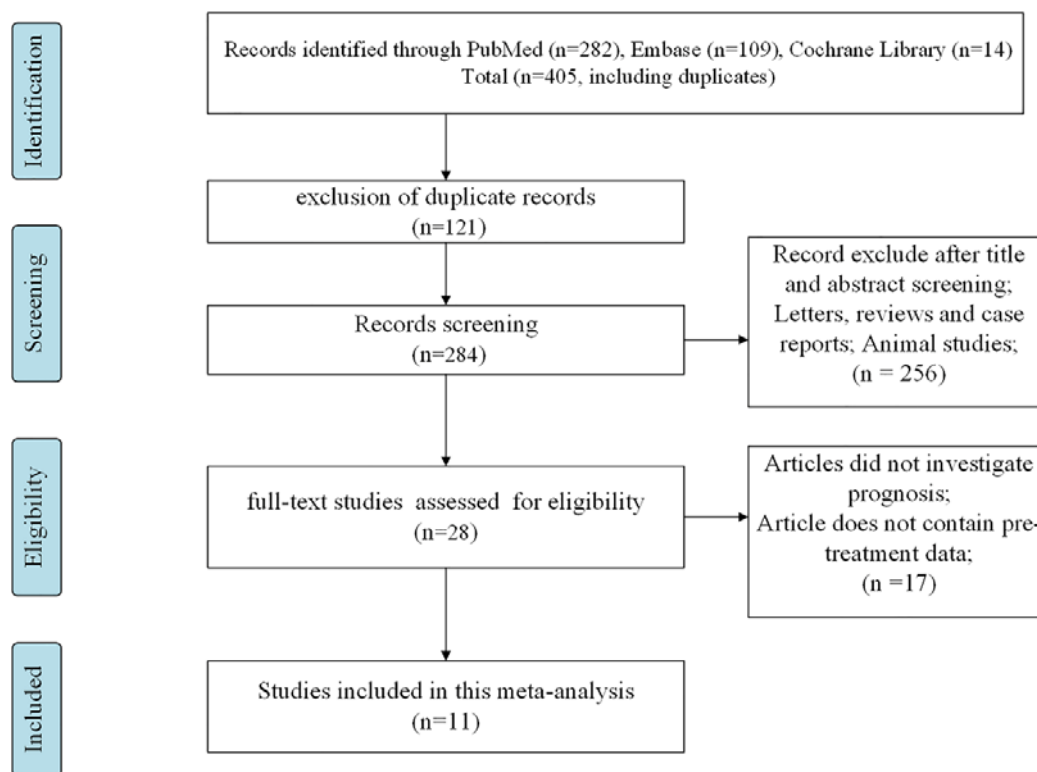 Identification
Records identified through PubMed (n=282), Embase (n=109), Cochrane Library (n=14)
Total (n=405, including duplicates)
exclusion of duplicate records
(n=121)
Screening
Records screening
(n=284)
Record exclude after title
and abstract screening;
Letters, reviews and case
reports; Animal studies;
(n = 256)
Eligibility
full-text studies assessed for eligibility
(n=28)
Articles did not investigate
prognosis;
Article does not contain pre-
treatment data;
(n =17)
Included
Studies included in this meta-analysis
(n=11)